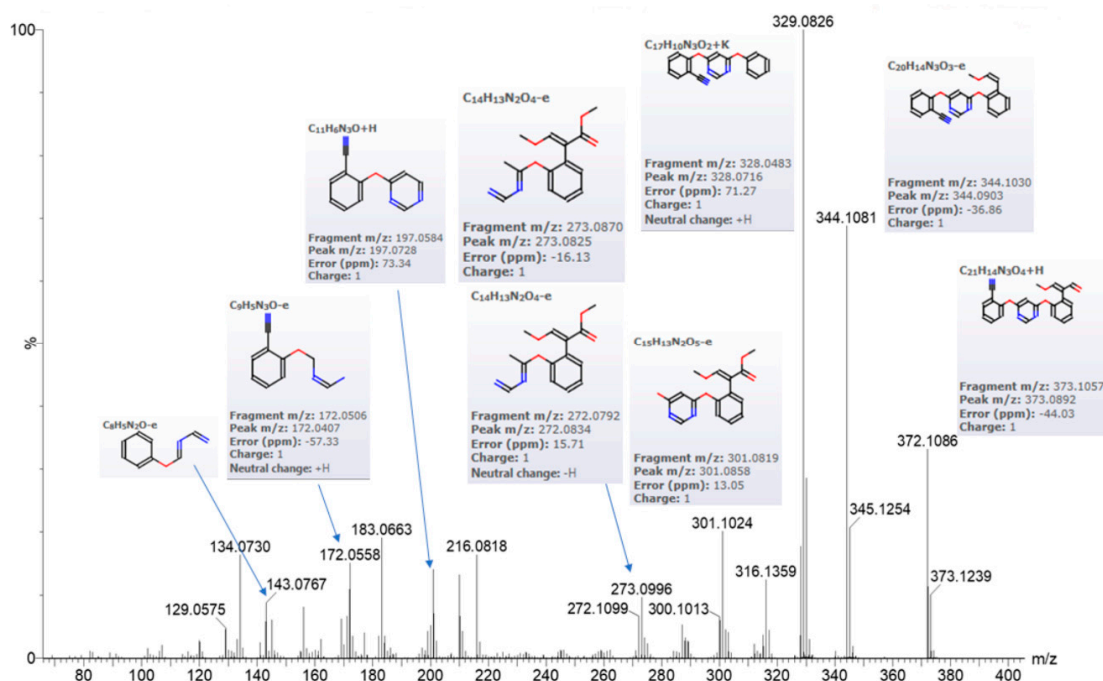 100
%
0
329.0826
344.1081
372.1086
373.1239
345.1254
316.1359
301.1024
300.1013
273.0996
272.1099
216.0818
183.0663
172.0558
143.0767
134.0730
129.0575
C8H5N2O-e
C9H5N3O-e
Fragment m/z: 172.0506
Peak m/z: 172.0407
Error (ppm): -57.33
Charge: 1
Neutral change: +H
C11H6N3O+H
Fragment m/z: 197.0584
Peak m/z: 197.0728
Error (ppm): 73.34
Charge: 1
C14H13N2O4-e
Fragment m/z: 273.0870
Peak m/z: 273.0825
Error (ppm): -16.13
Charge: 1
C14H13N2O4-e
Fragment m/z: 272.0792
Peak m/z: 272.0834
Error (ppm): 15.71
Charge: 1
Neutral change: -H
C17H10N3O2+K
Fragment m/z: 328.0483
Peak m/z: 328.0716
Error (ppm): 71.27
Charge: 1
Neutral change: +H
C15H13N2O5-e
Fragment m/z: 301.0819
Peak m/z: 301.0858
Error (ppm): 13.05
Charge: 1
C20H14N3O3-e
Fragment m/z: 344.1030
Peak m/z: 344.0903
Error (ppm): -36.86
Charge: 1
C21H14N3O4+H
Fragment m/z: 373.1057
Peak m/z: 373.0892
Error (ppm): -44.03
Charge: 1
80 100 120 140 160 180 200 220 240 260 280 300 320 340 360 380 400 m/z